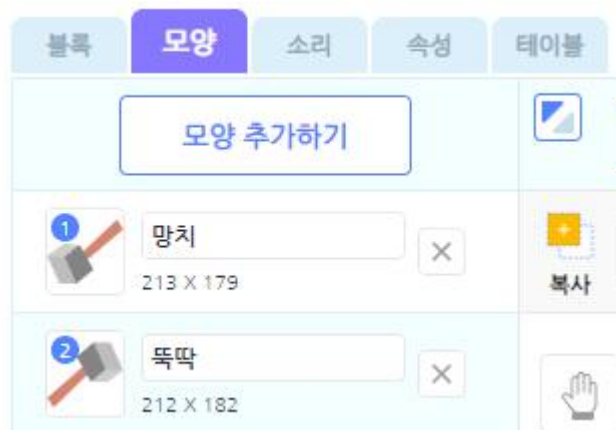 블록 모양 소리 속성 테이블
모양 추가하기
1 망치
213 X 179
복사
2 뚝딱
212 X 182